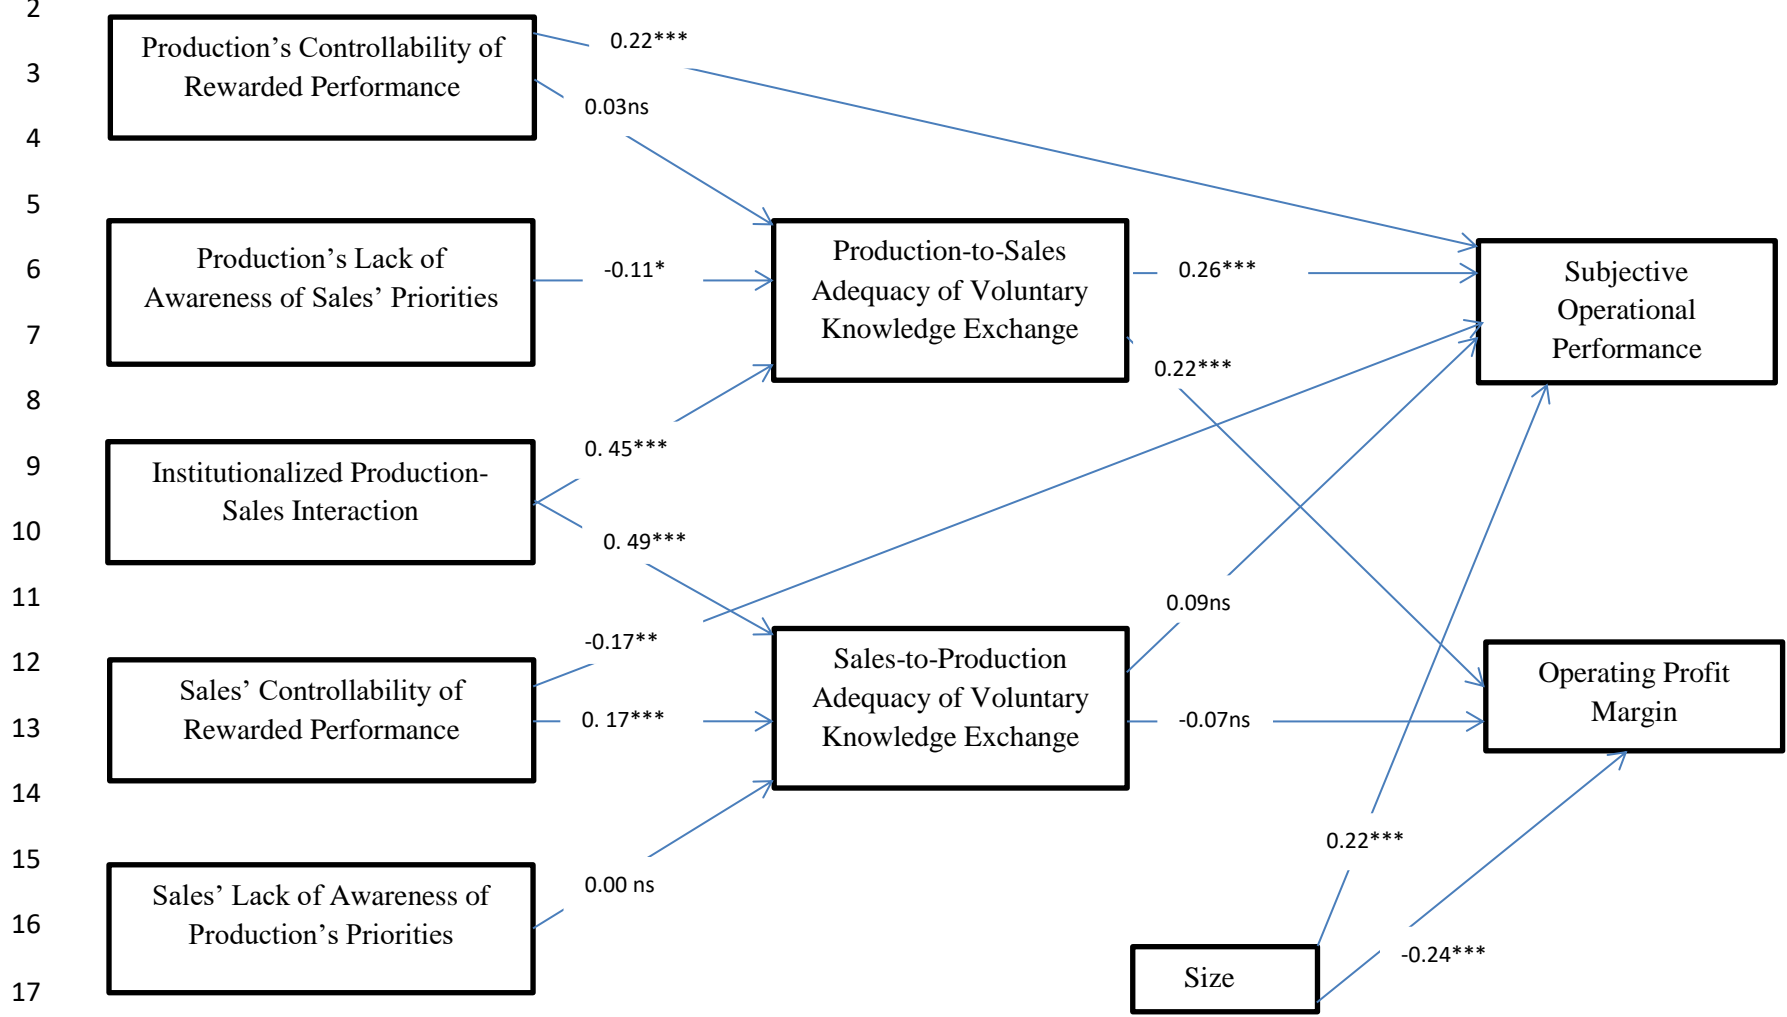 2
Production’s Controllability of
Rewarded Performance
0.22***
3
0.03ns
4
5
Production’s Lack of
Awareness of Sales’ Priorities
-0.11*
Production-to-Sales
Adequacy of Voluntary
Knowledge Exchange
0.26***
Subjective
Operational
Performance
6
7
0.22***
8
Institutionalized Production-
Sales Interaction
0. 45***
9
10
0. 49***
11
0.09ns
-0.17**
12
Sales’ Controllability of
Rewarded Performance
0. 17***
Sales-to-Production
Adequacy of Voluntary
Knowledge Exchange
-0.07ns
Operating Profit
Margin
13
14
0.22***
15
Sales’ Lack of Awareness of
Production’s Priorities
0.00 ns
16
-0.24***
Size
17